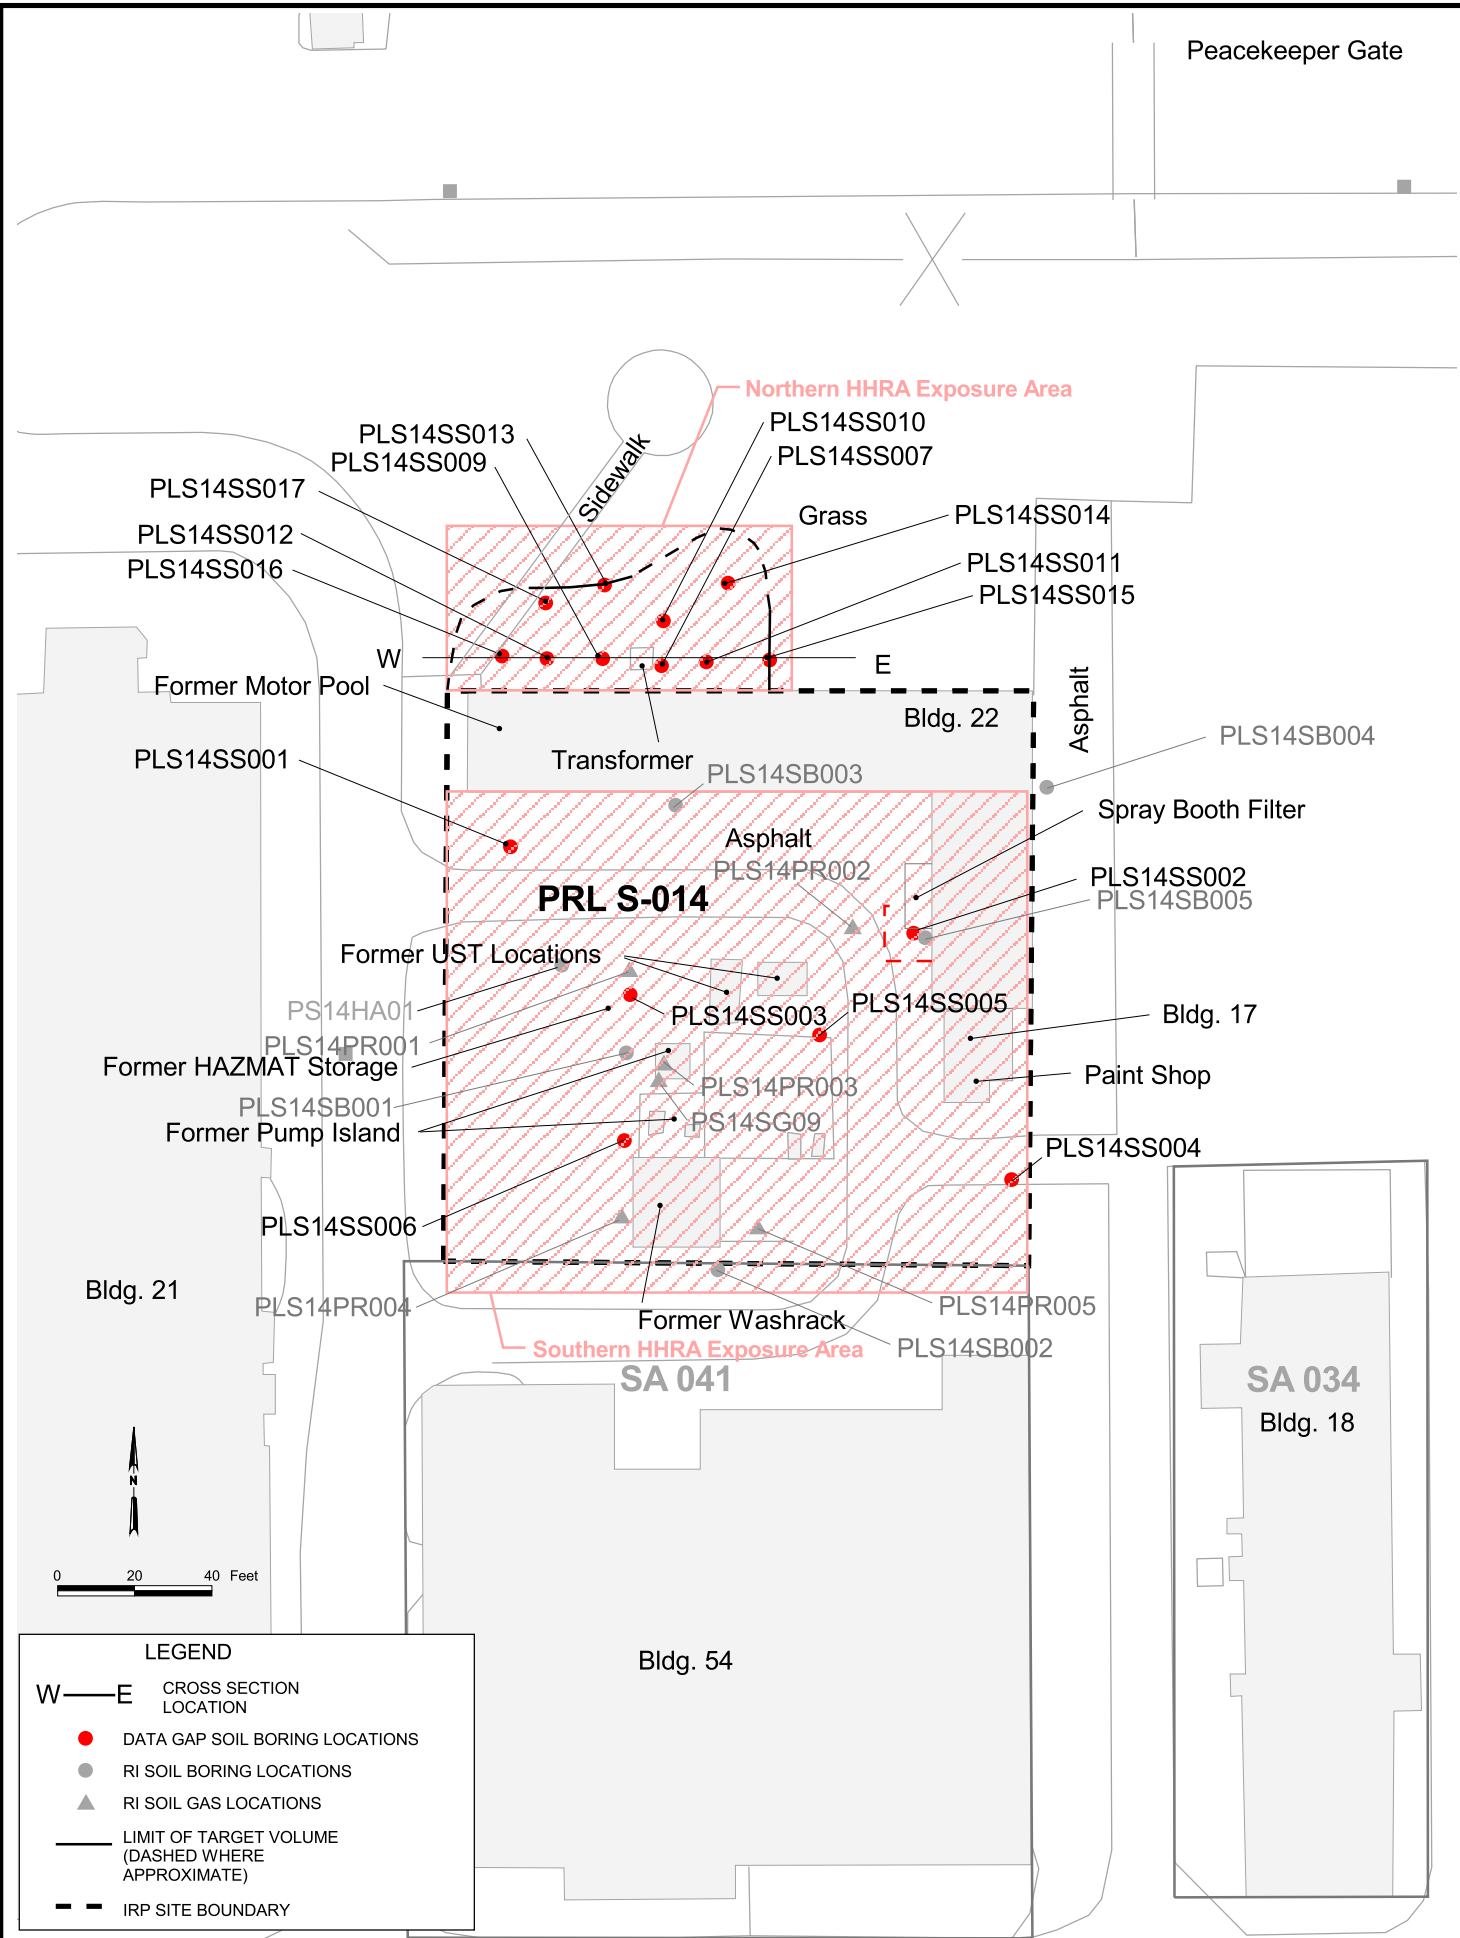 Peacekeeper Gate
Northern HHRA Exposure Area
PLS14SS010
PLS14SS013
PLS14SS007
PLS14SS009
Sidewalk
PLS14SS017
Grass
PLS14SS014
PLS14SS012
PLS14SS011
PLS14SS016
PLS14SS015
W
E
Former Motor Pool
Bldg. 22
Asphalt
PLS14SB004
PLS14SS001
Transformer
PLS14SB003
Spray Booth Filter
Asphalt
PLS14PR002
PLS14SS002
PRL S-014
PLS14SB005
Former UST Locations
PS14HA01
PLS14SS003
PLS14SS005
Bldg. 17
PLS14PR001
Former HAZMAT Storage
Paint Shop
PLS14PR003
PLS14SB001
PS14SG09
Former Pump Island
PLS14SS004
PLS14SS006
Bldg. 21
PLS14PR004
PLS14PR005
Former Washrack
Southern HHRA Exposure Area
PLS14SB002
SA 041
SA 034
Bldg. 18
N
0 20 40 Feet
Bldg. 54
LEGEND
W E CROSS SECTION
LOCATION
DATA GAP SOIL BORING LOCATIONS
RI SOIL BORING LOCATIONS
RI SOIL GAS LOCATIONS
LIMIT OF TARGET VOLUME
(DASHED WHERE
APPROXIMATE)
IRP SITE BOUNDARY